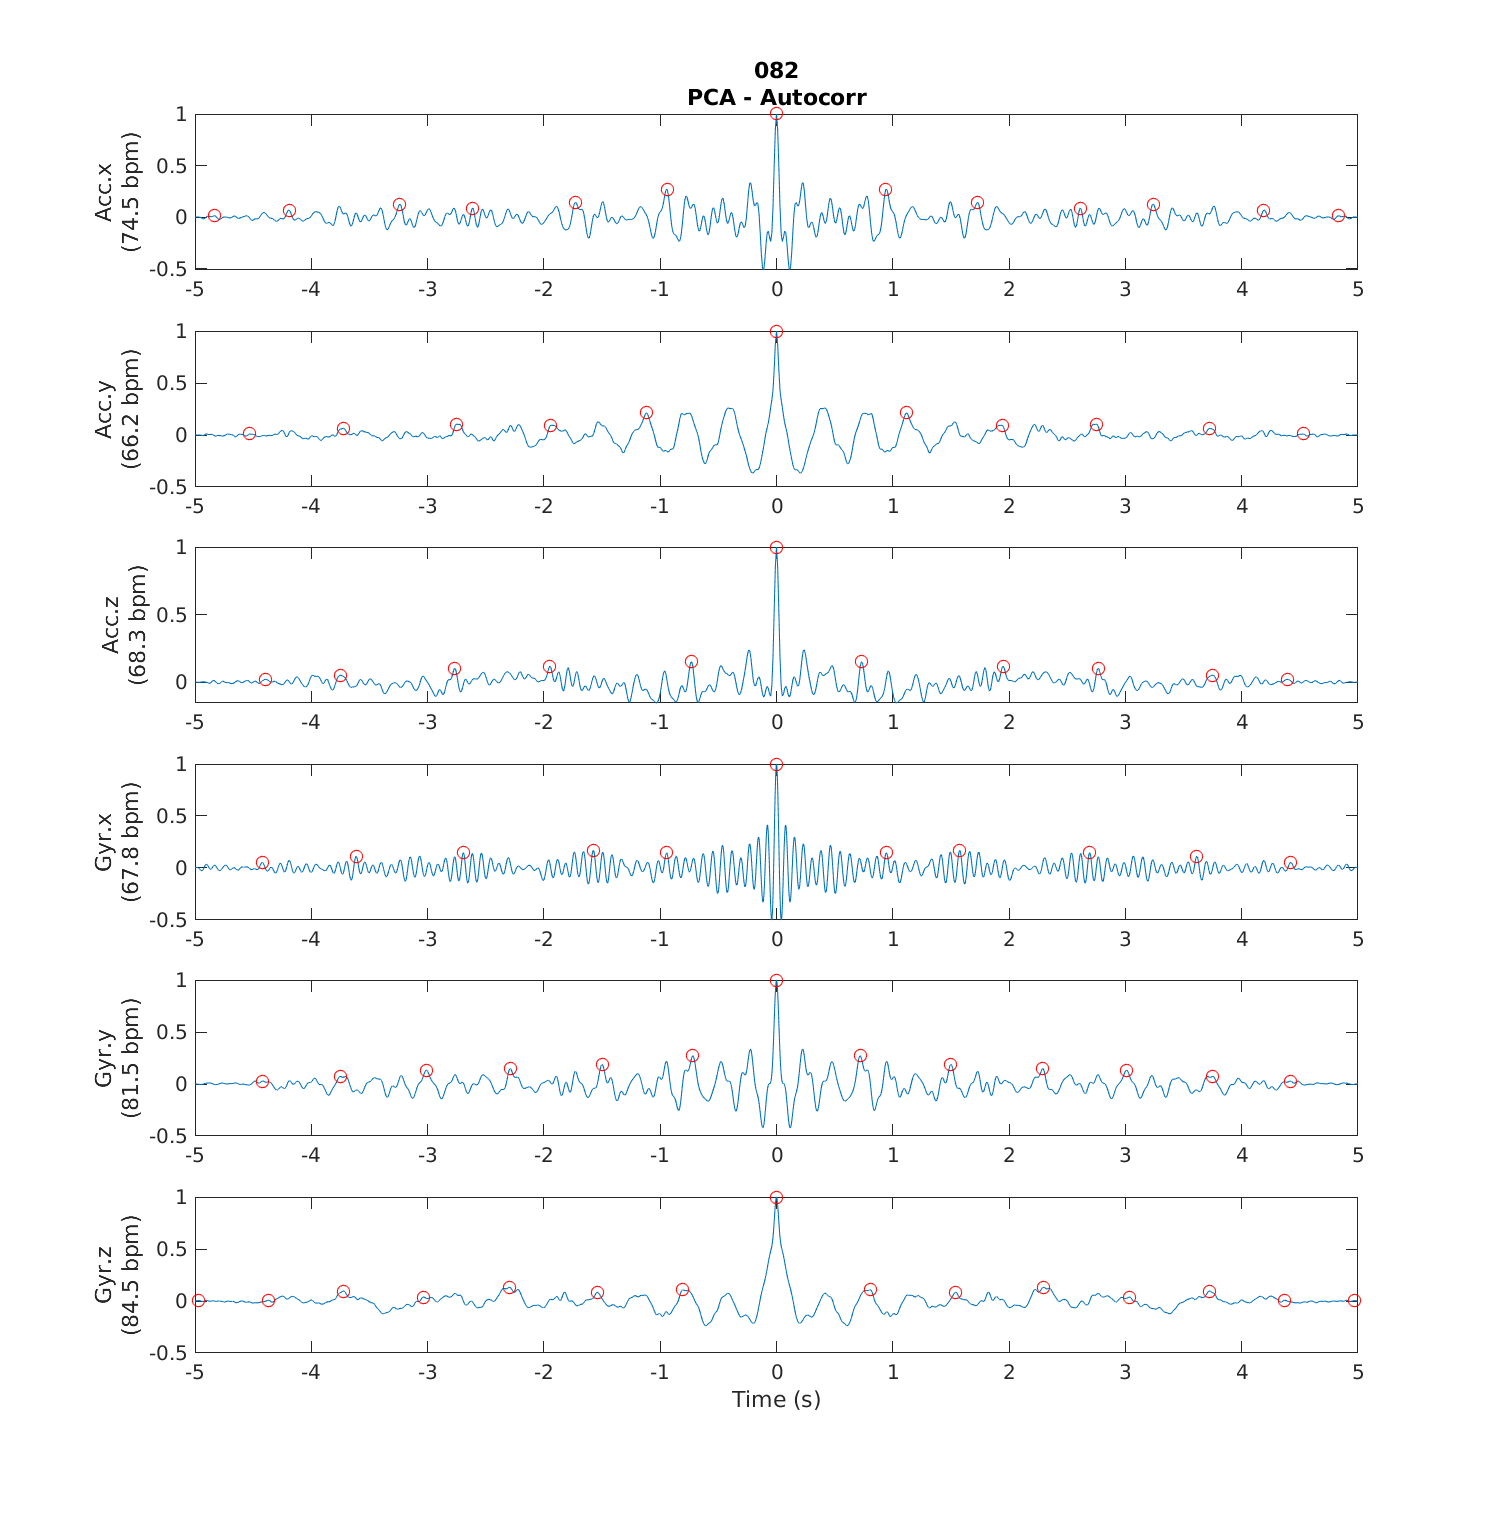 082
PCA - Autocorr
Acc.x
(74.5 bpm)
1
0.5
0
-0.5
-5 -4 -3 -2 -1 0 1 2 3 4 5
Acc.y
(66.2 bpm)
1
0.5
0
-0.5
-5 -4 -3 -2 -1 0 1 2 3 4 5
Acc.z
(68.3 bpm)
1
0.5
0
-5 -4 -3 -2 -1 0 1 2 3 4 5
Gyr.x
(67.8 bpm)
1
0.5
0
-0.5
-5 -4 -3 -2 -1 0 1 2 3 4 5
Gyr.y
(81.5 bpm)
1
0.5
0
-0.5
-5 -4 -3 -2 -1 0 1 2 3 4 5
Gyr.z
(84.5 bpm)
1
0.5
0
-0.5
-5 -4 -3 -2 -1 0 1 2 3 4 5
Time (s)